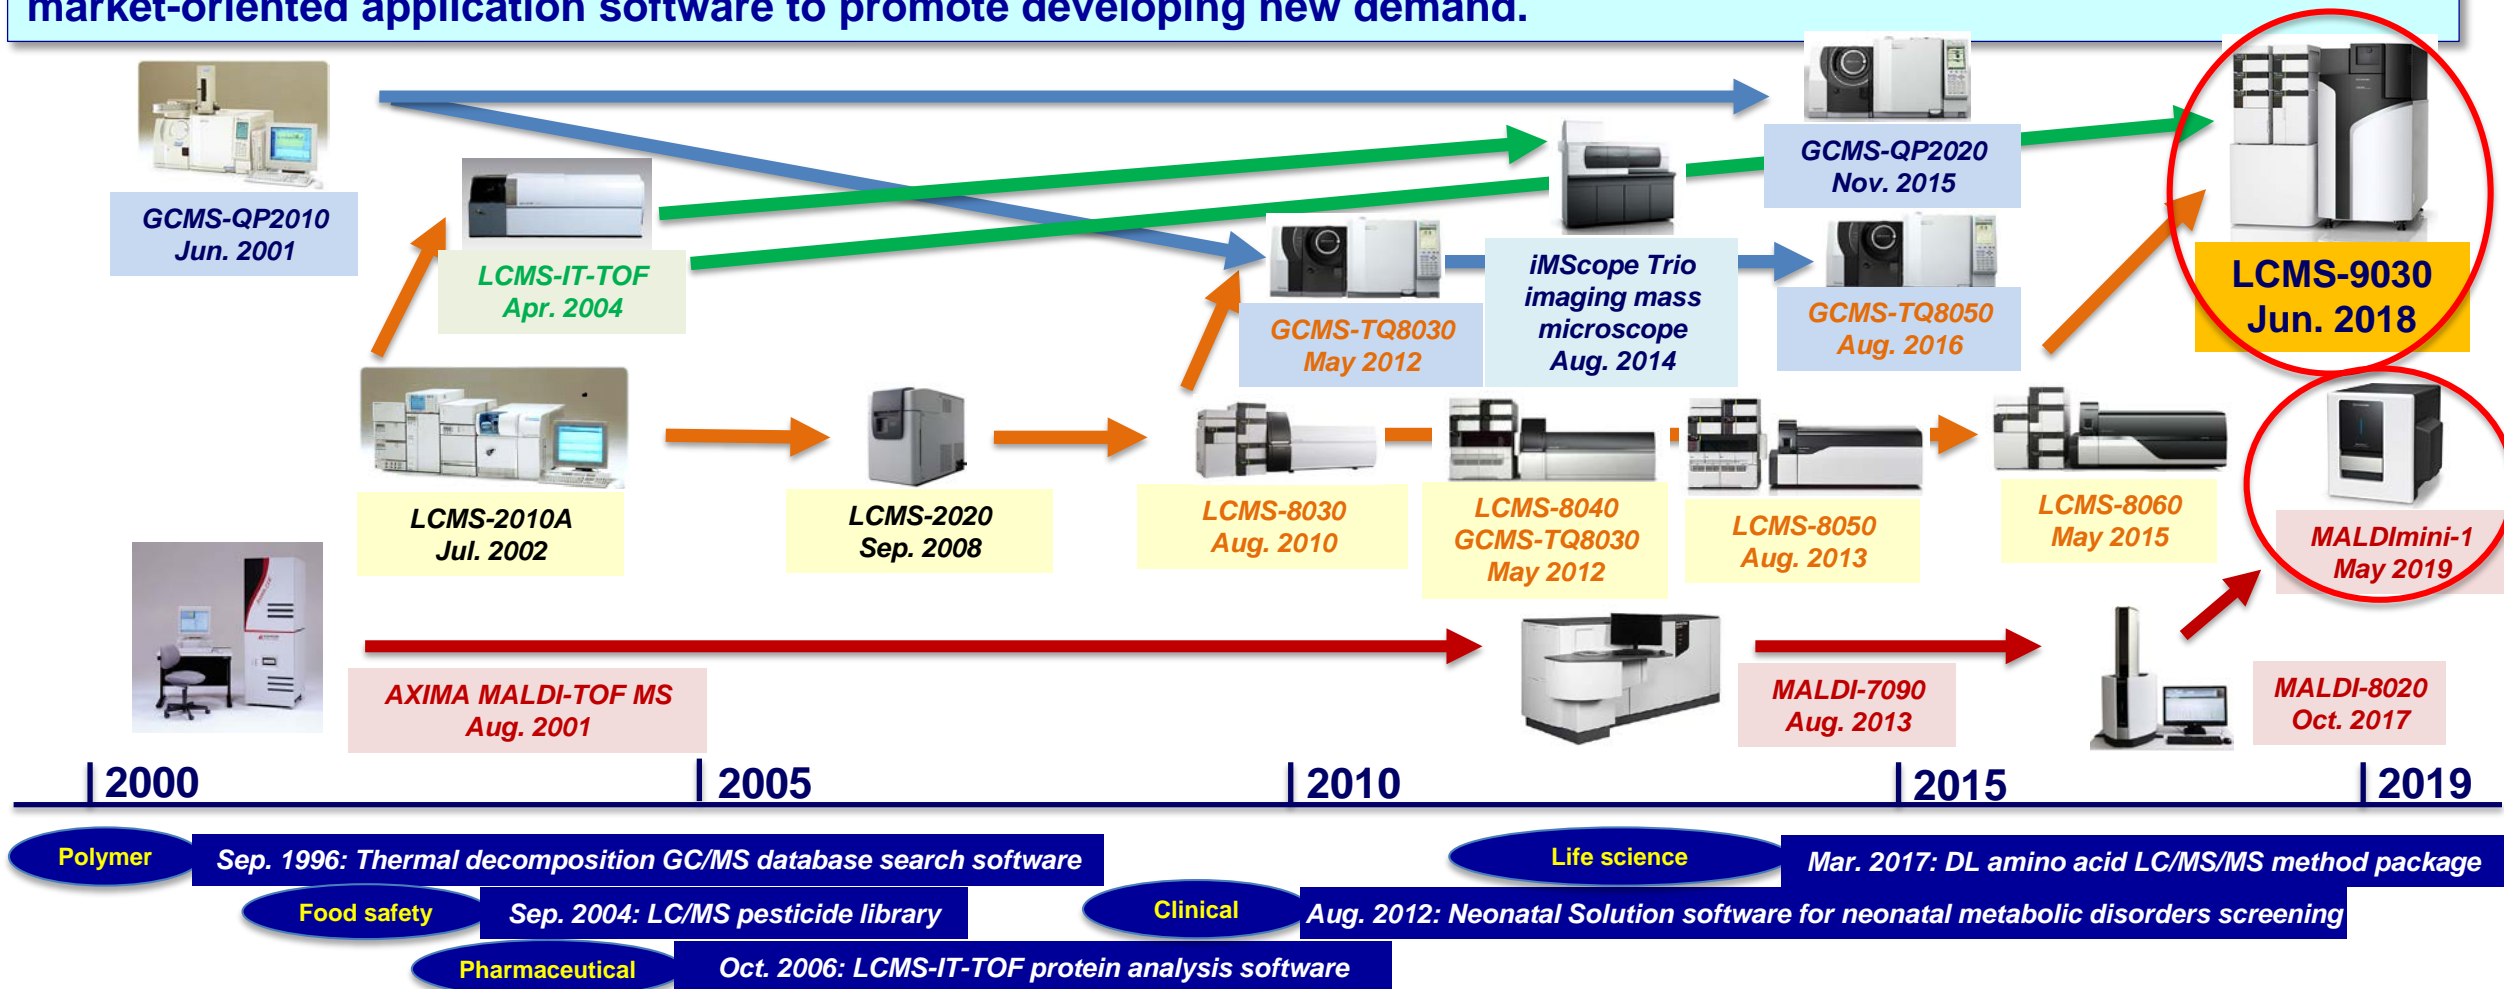 market-oriented application software to promote developing new demand.
GCMS-QP2010
Jun. 2001
LCMS-IT-TOF
Apr. 2004
GCMS-QP2020
Nov. 2015
GCMS-TQ8030
May 2012
iMScope Trio
imaging mass
microscope
Aug. 2014
GCMS-TQ8050
Aug. 2016
LCMS-9030
Jun. 2018
LCMS-2010A
Jul. 2002
LCMS-2020
Sep. 2008
LCMS-8030
Aug. 2010
LCMS-8040
GCMS-TQ8030
May 2012
LCMS-8050
Aug. 2013
LCMS-8060
May 2015
MALDImini-1
May 2019
AXIMA MALDI-TOF MS
Aug. 2001
MALDI-7090
Aug. 2013
MALDI-8020
Oct. 2017
2000
2005
2010
2015
2019
Polymer
Sep. 1996: Thermal decomposition GC/MS database search software
Life science
Mar. 2017: DL amino acid LC/MS/MS method package
Food safety
Sep. 2004: LC/MS pesticide library
Clinical
Aug. 2012: Neonatal Solution software for neonatal metabolic disorders screening
Pharmaceutical
Oct. 2006: LCMS-IT-TOF protein analysis software